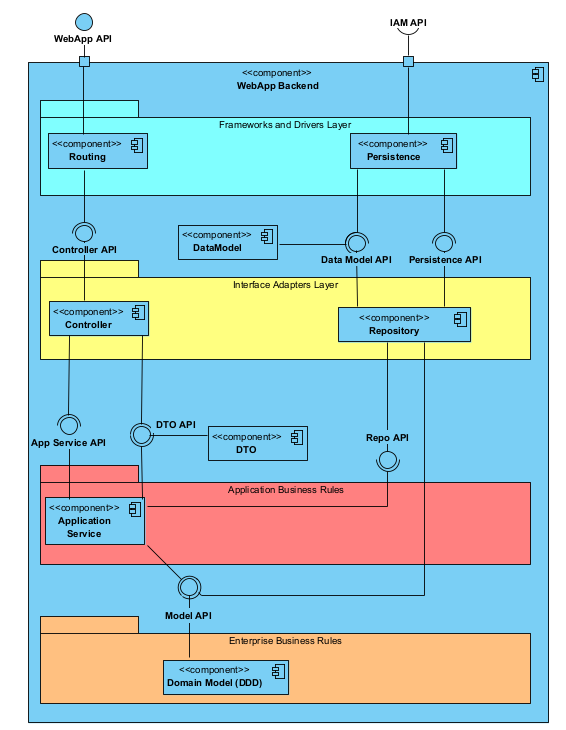 IAM API
WebApp API
<<component>>
WebApp Backend
Frameworks and Drivers Layer
<<component>>
Routing
<<component>>
Persistence
<<component>>
DataModel
Controller API
Data Model API
Persistence API
Interface Adapters Layer
<<component>>
Controller
<<component>>
Repository
DTO API
App Service API
<<component>>
DTO
Repo API
Application Business Rules
<<component>>
Application
Service
Model API
Enterprise Business Rules
<<component>>
Domain Model (DDD)